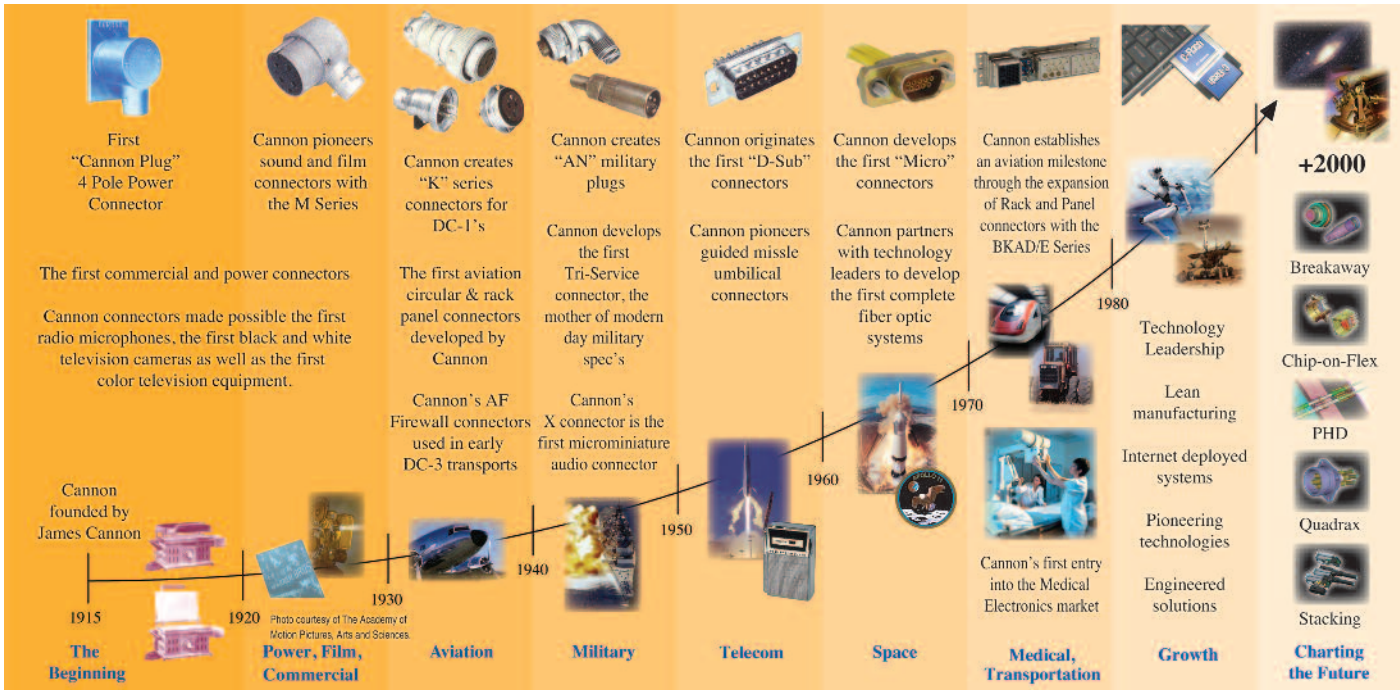 First
“Cannon Plug”
4 Pole Power
Connector
Cannon pioneers
sound and film
connectors with
the M Series
The first commercial and power connectors
Cannon connectors made possible the first
radio microphones, the first black and white
television cameras as well as the first
color television equipment.
Cannon
founded by
James Cannon
Cannon creates
“K” series
connectors for
DC-1's
The first aviation
circular & rack
panel connectors
developed by
Cannon
Cannon's AF
Firewall connectors
used in early
DC-3 transports
Cannon creates
“AN” military
plugs
Cannon develops
the first
Tri-Service
connector, the
mother of modern
day military
spec's
Cannon's
X connector is the
first microminiature
audio connector
Cannon originates
the first “D-Sub”
connectors
Cannon pioneers
guided missle
umbilical
connectors
Cannon develops
the first “Micro”
connectors
Cannon partners
with technology
leaders to develop
the first complete
fiber optic
systems
APOLLO 11
Cannon establishes
an aviation milestone
through the expansion
of Rack and Panel
connectors with the
BKAD/E Series
Cannon's first entry
into the Medical
Electronics market
Technology
Leadership
Lean
manufacturing
Internet deployed
systems
Pioneering
technologies
Engineered
solutions
+2000
Breakaway
Chip-on-Flex
PHD
Quadrax
Stacking
1915
1920
1930
1940
1950
1960
1970
1980
Photo courtesy of The Academy of
Motion Pictures, Arts and Sciences.
The
Beginning
Power, Film,
Commercial
Aviation
Military
Telecom
Space
Medical,
Transportation
Growth
Charting
the Future